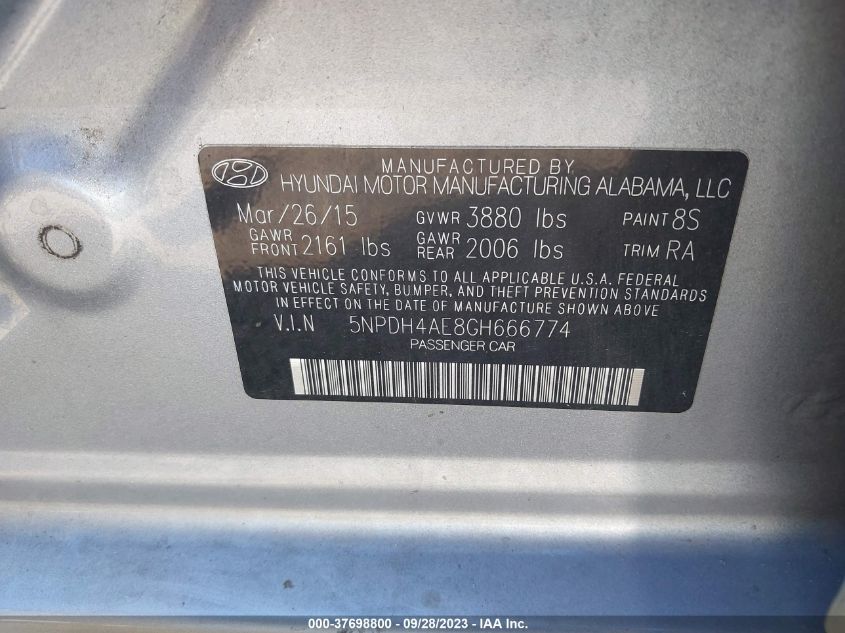 MANUFACTURED BY
HYUNDAI MOTOR MANUFACTURING ALABAMA, LLC
Mar/26/15 GVWR 3880 lbs PAINT 8S
GAWR FRONT 2161 lbs GAWR REAR 2006 lbs TRIM RA
THIS VEHICLE CONFORMS TO ALL APPLICABLE U.S.A. FEDERAL
MOTOR VEHICLE SAFETY, BUMPER, AND THEFT PREVENTION STANDARDS
IN EFFECT ON THE DATE OF MANUFACTURE SHOWN ABOVE.
V.I.N 5NPDH4AE8GH666774
PASSENGER CAR
000-37698800 - 09/28/2023 - IAA Inc.